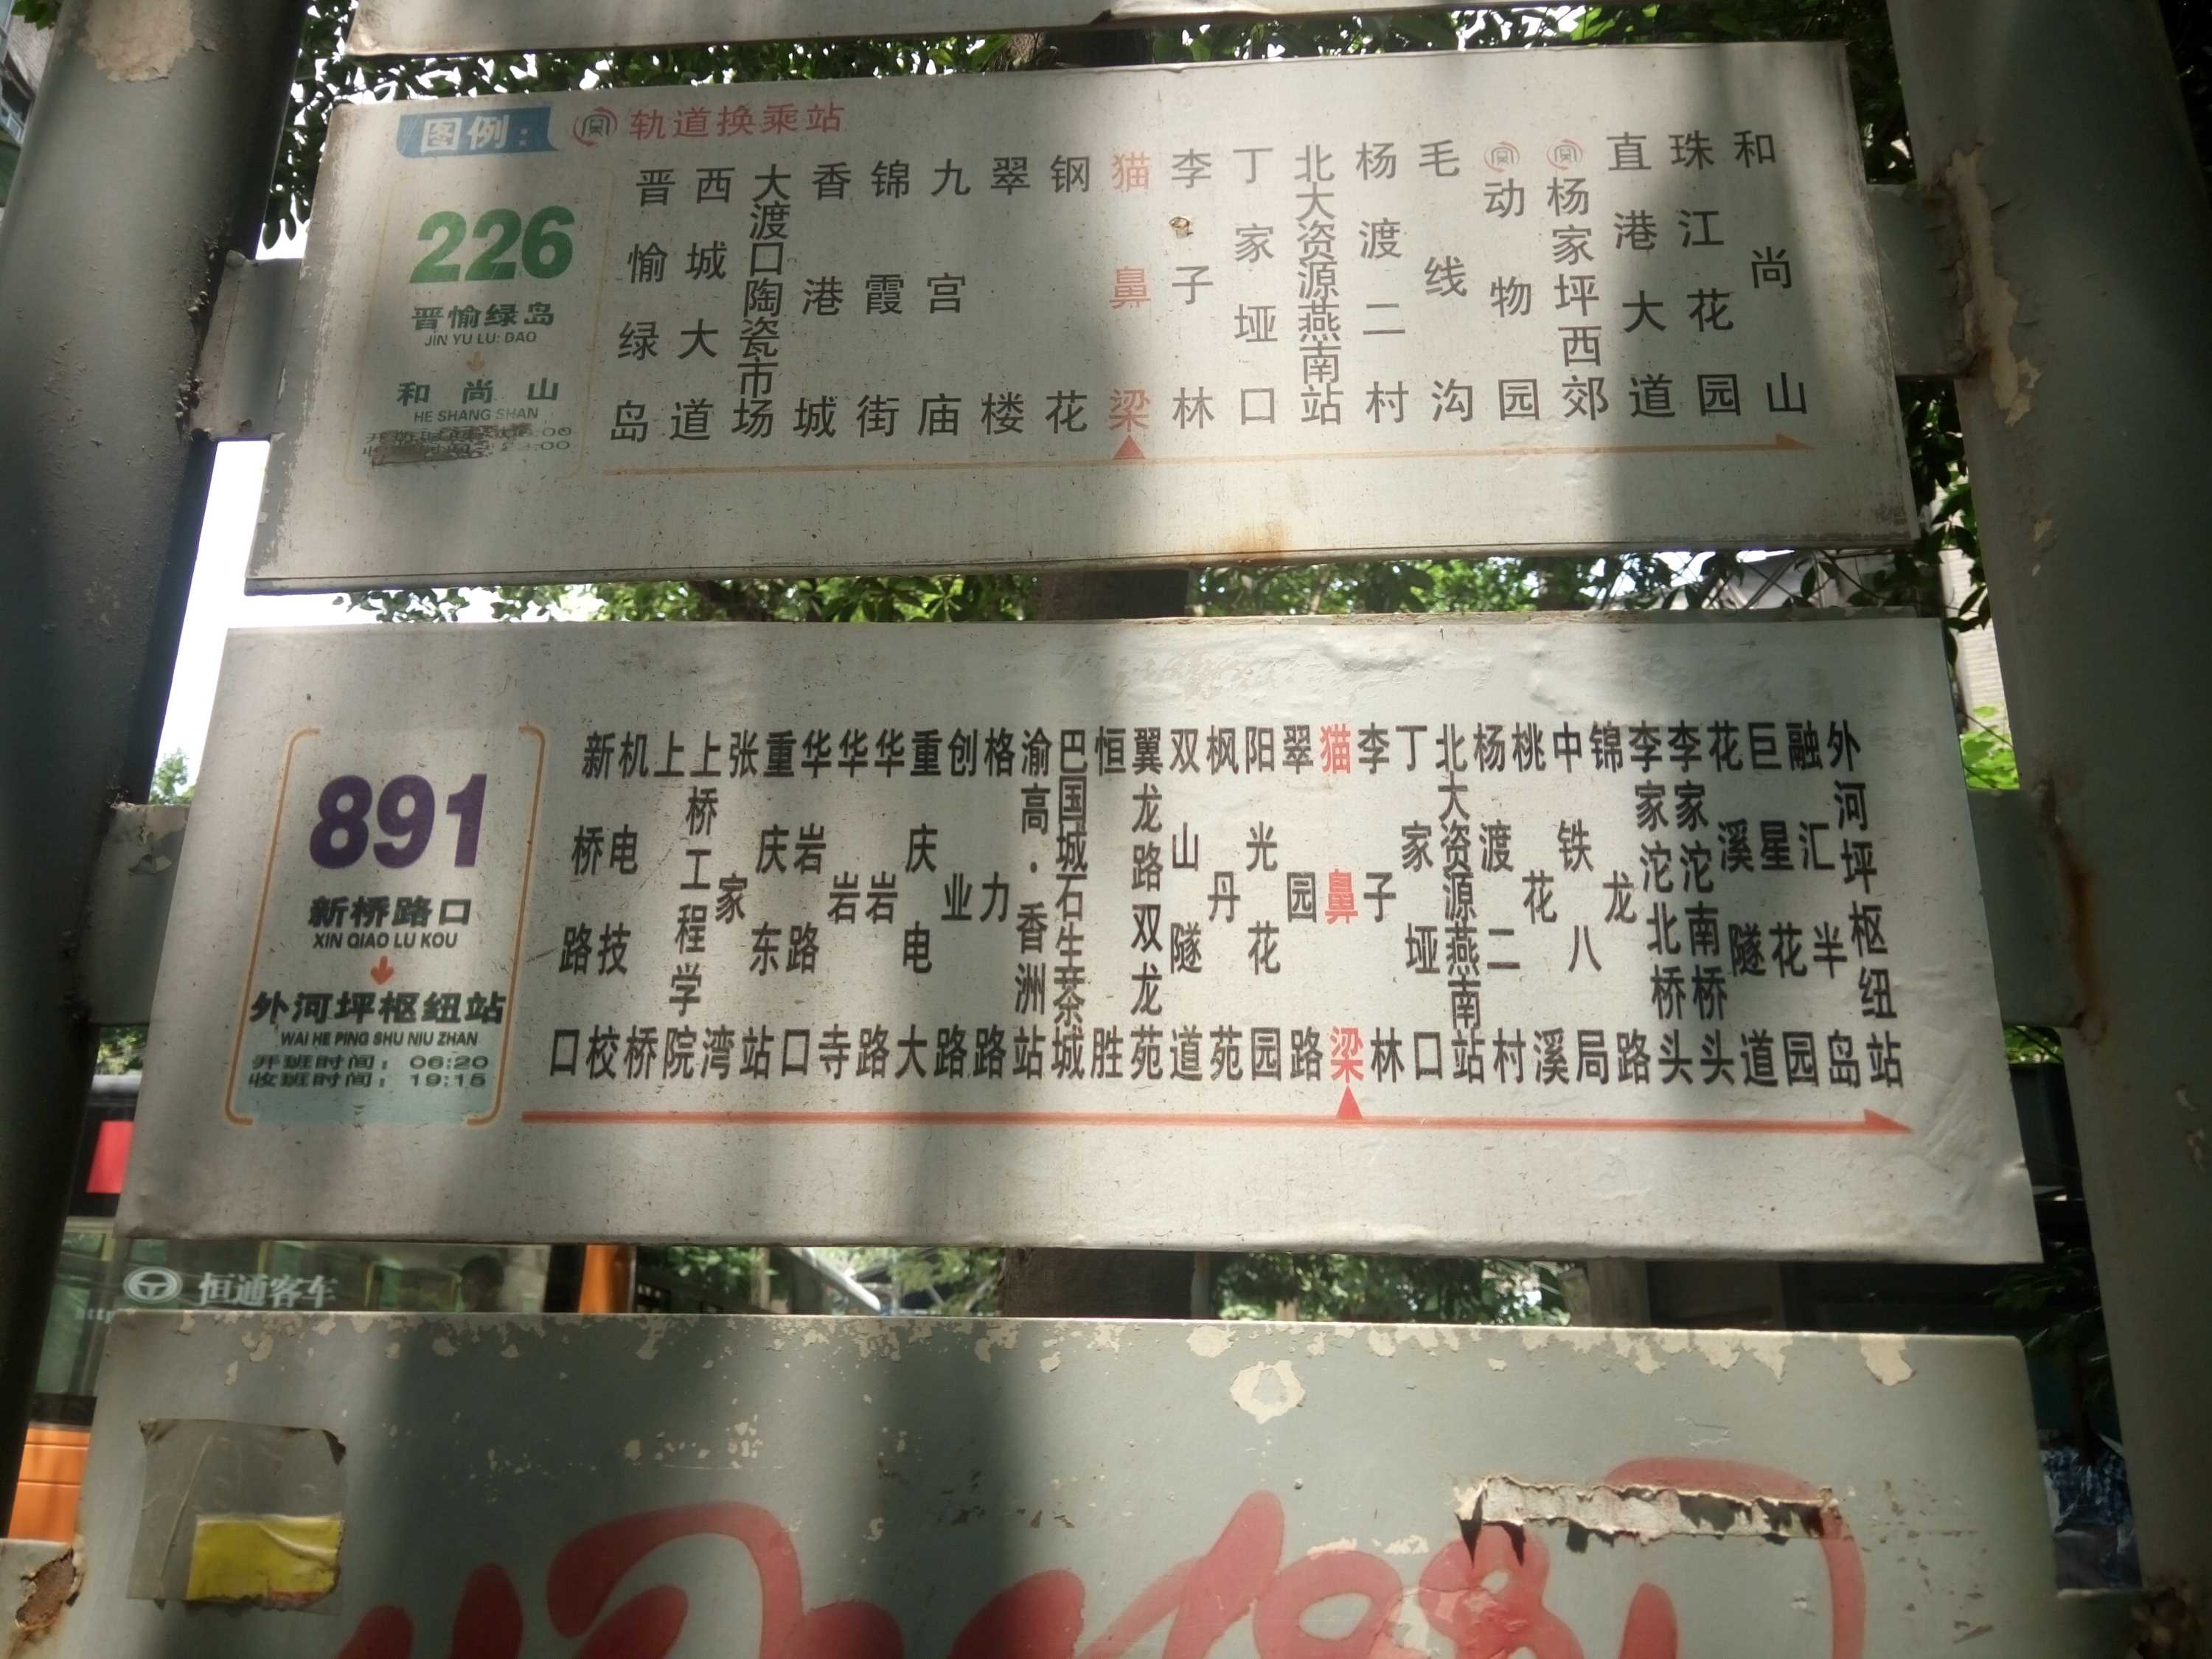 图例： 轨道换乘站
226
晋愉绿岛
JIN YU LU: DAO
和尚山
HE SHANG SHAN
:00
:00
晋愉绿岛
西城大道
大渡口陶瓷市场
香港城
锦霞街
九宫庙
翠楼
钢花
猫鼻梁
李子林
丁家垭口
北大资源燕南站
杨渡二村
毛线沟
动物园
杨家坪西郊
直港大道
珠江花园
和尚山
891
新桥路口
XIN QIAO LU KOU
外河坪枢纽站
WAI HE PING SHU NIU ZHAN
开班时间：06:20
收班时间：19:15
新桥路口
机电技校
上桥
上桥工程学院
张家湾
重庆东站
华岩路口
华岩寺
华岩路
重庆电大
创业路
格力路
渝高·香洲站
巴国城石生茶城
恒胜
翼龙路双龙苑
双山隧道
枫丹苑
阳光花园
翠园路
猫鼻梁
李子林
丁家垭口
北大资源燕南站
杨渡二村
桃花溪
中铁八局
锦龙路
李家沱北桥头
李家沱南桥头
花溪隧道
巨星花园
融汇半岛
外河坪枢纽站
恒通客车